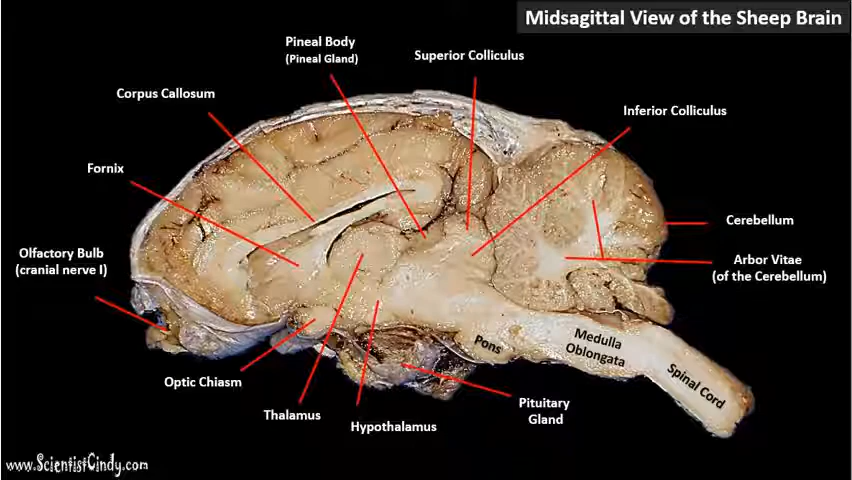 Midsagittal View of the Sheep Brain
Pineal Body
(Pineal Gland)
Superior Colliculus
Corpus Callosum
Inferior Colliculus
Fornix
Cerebellum
Olfactory Bulb
(cranial nerve I)
Arbor Vitae
(of the Cerebellum)
Pons
Medulla
Oblongata
Spinal Cord
Optic Chiasm
Thalamus
Hypothalamus
Pituitary
Gland
www.ScientistCindy.com